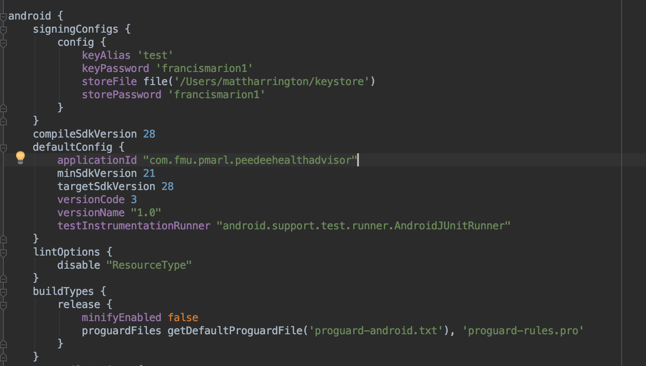 android {
signingConfigs {
config {
keyAlias 'test'
keyPassword 'francismarion1'
storeFile file('/Users/mattharrington/keystore')
storePassword 'francismarion1'
}
}
compileSdkVersion 28
defaultConfig {
applicationId "com.fmu.pmarl.peedeehealthadvisor"
minSdkVersion 21
targetSdkVersion 28
versionCode 3
versionName "1.0"
testInstrumentationRunner "android.support.test.runner.AndroidJUnitRunner"
}
lintOptions {
disable "ResourceType"
}
buildTypes {
release {
minifyEnabled false
proguardFiles getDefaultProguardFile('proguard-android.txt'), 'proguard-rules.pro'
}
}